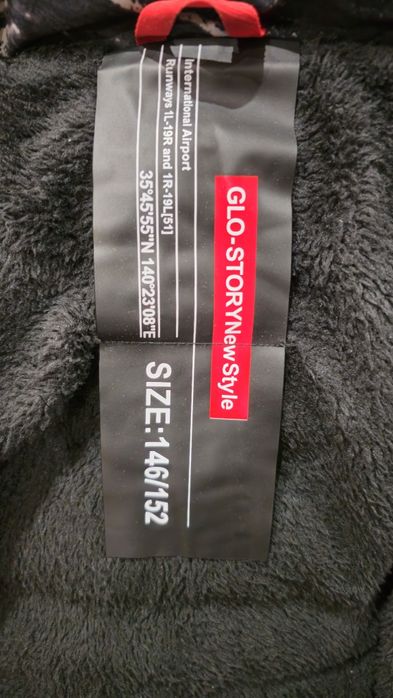 GLO-STORYNewStyle
International Airport
Runways 1L-19R and 1R-19L[51]
35°45'55"N 140°23'08"E
SIZE:146/152